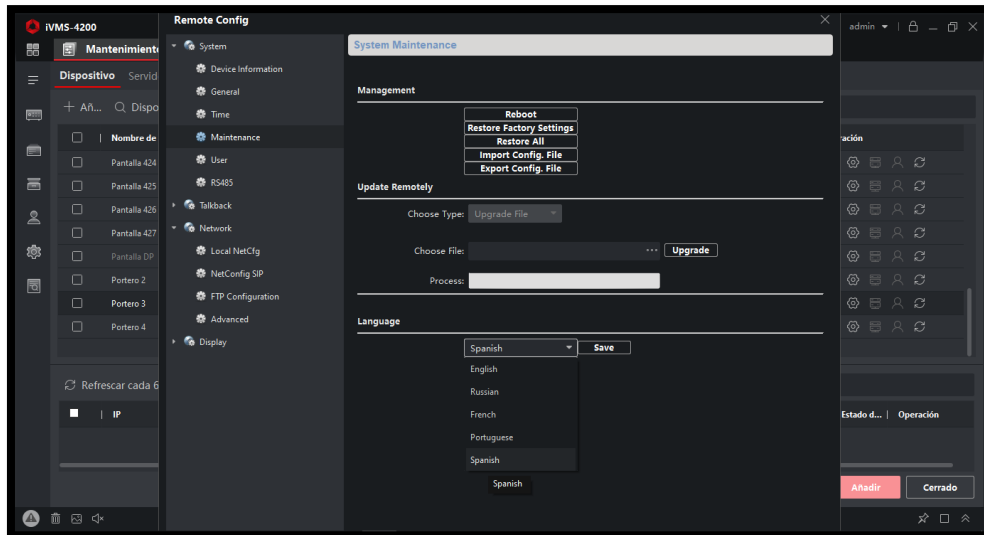 iVMS-4200
Remote Config
admin
Mantenimiento
Dispositivo Servid
Añ... Dispo
Nombre de
Pantalla 424
Pantalla 425
Pantalla 426
Pantalla 427
Pantalla DP
Portero 2
Portero 3
Portero 4
Refrescar cada 6
IP
System
Device Information
General
Time
Maintenance
User
RS485
Talkback
Network
Local NetCfg
NetConfig SIP
FTP Configuration
Advanced
Display
System Maintenance
Management
Reboot
Restore Factory Settings
Restore All
Import Config. File
Export Config. File
Update Remotely
Choose Type: Upgrade File
Choose File: ... Upgrade
Process:
Language
Spanish Save
English
Russian
French
Portuguese
Spanish
Spanish
ación
Estado d... | Operación
Añadir Cerrado